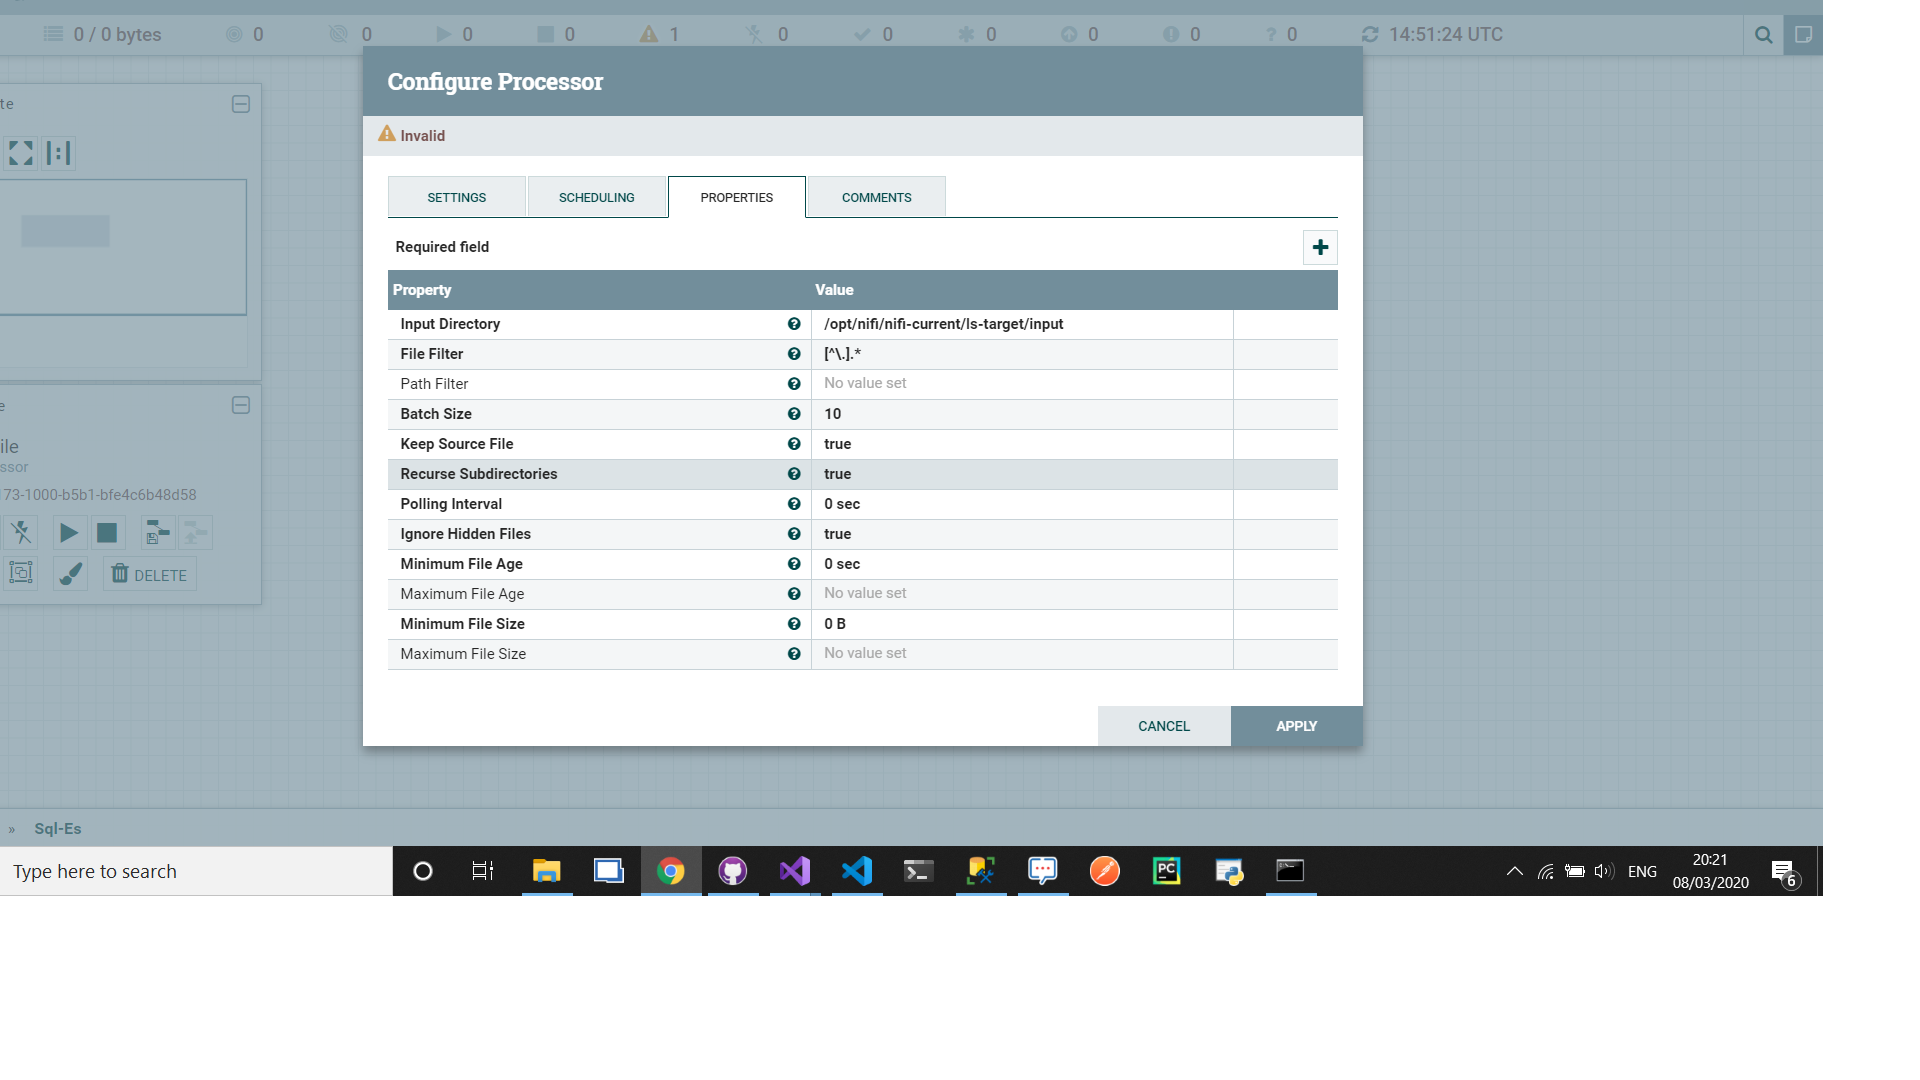 0 / 0 bytes 0 0 0 0 1 0 0 0 0 0 0 14:51:24 UTC
Configure Processor
Invalid
SETTINGS SCHEDULING PROPERTIES COMMENTS
Required field
Property Value
Input Directory /opt/nifi/nifi-current/ls-target/input
File Filter [^\.].*
Path Filter No value set
Batch Size 10
Keep Source File true
Recurse Subdirectories true
Polling Interval 0 sec
Ignore Hidden Files true
Minimum File Age 0 sec
Maximum File Age No value set
Minimum File Size 0 B
Maximum File Size No value set
CANCEL APPLY
te
e
ile
ssor
173-1000-b5b1-bfe4c6b48d58
DELETE
» Sql-Es
Type here to search
PC
ENG
20:21
08/03/2020
6